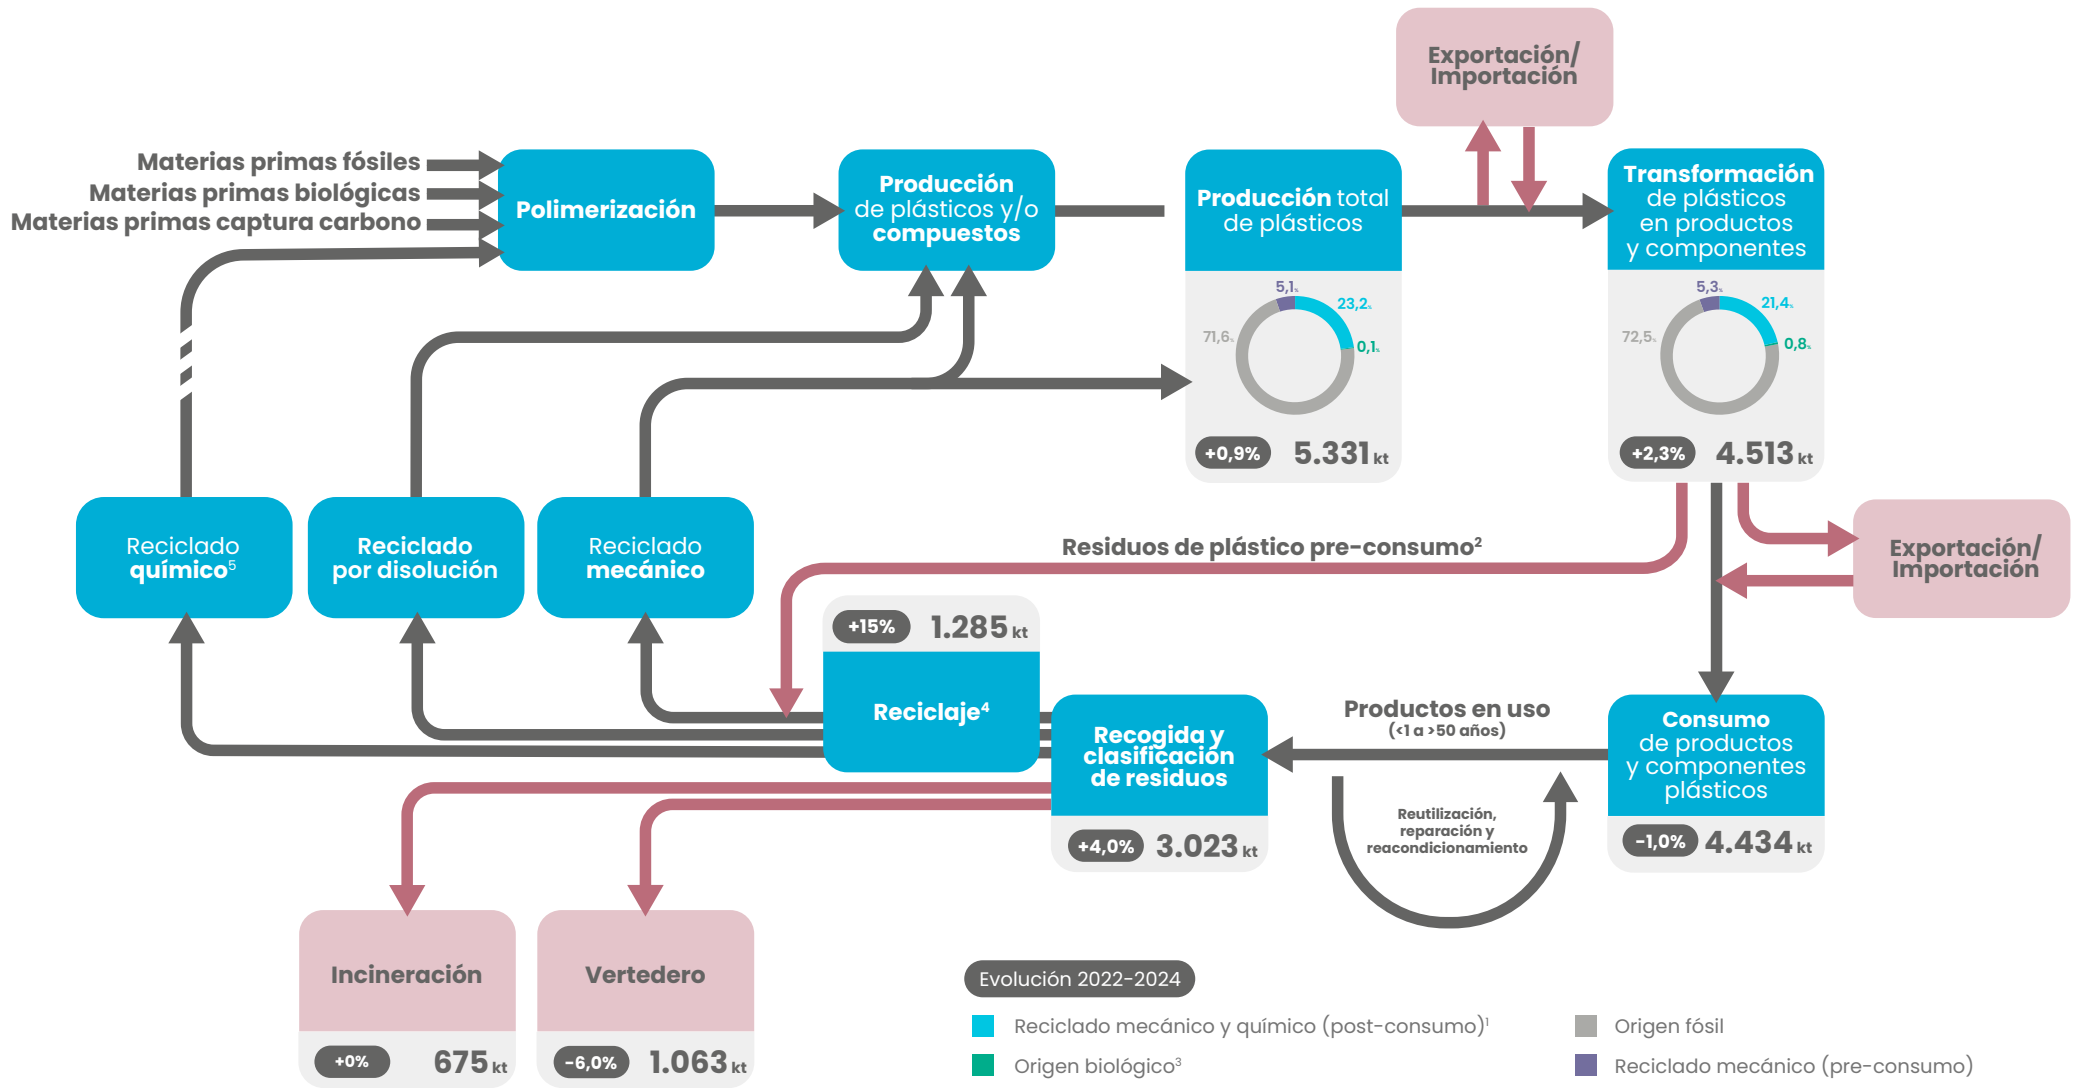 Exportación/
Importación
Materias primas fósiles
Materias primas biológicas
Materias primas captura carbono
Polimerización
Producción
de plásticos y/o
compuestos
Producción total
de plásticos
5,1%
23,2%
71,6%
0,1%
+0,9%
5.331 kt
Transformación
de plásticos
en productos
y componentes
5,3%
21,4%
72,5%
0,8%
+2,3%
4.513 kt
Reciclado
químico⁵
Reciclado
por disolución
Reciclado
mecánico
Residuos de plástico pre-consumo²
Exportación/
Importación
+15%
1.285 kt
Reciclaje⁴
Recogida y
clasificación
de residuos
+4,0%
3.023 kt
Productos en uso
(<1 a >50 años)
Reutilización,
reparación y
reacondicionamiento
Consumo
de productos
y componentes
plásticos
-1,0%
4.434 kt
Incineración
+0%
675 kt
Vertedero
-6,0%
1.063 kt
Evolución 2022-2024
Reciclado mecánico y químico (post-consumo)¹
Origen fósil
Origen biológico³
Reciclado mecánico (pre-consumo)